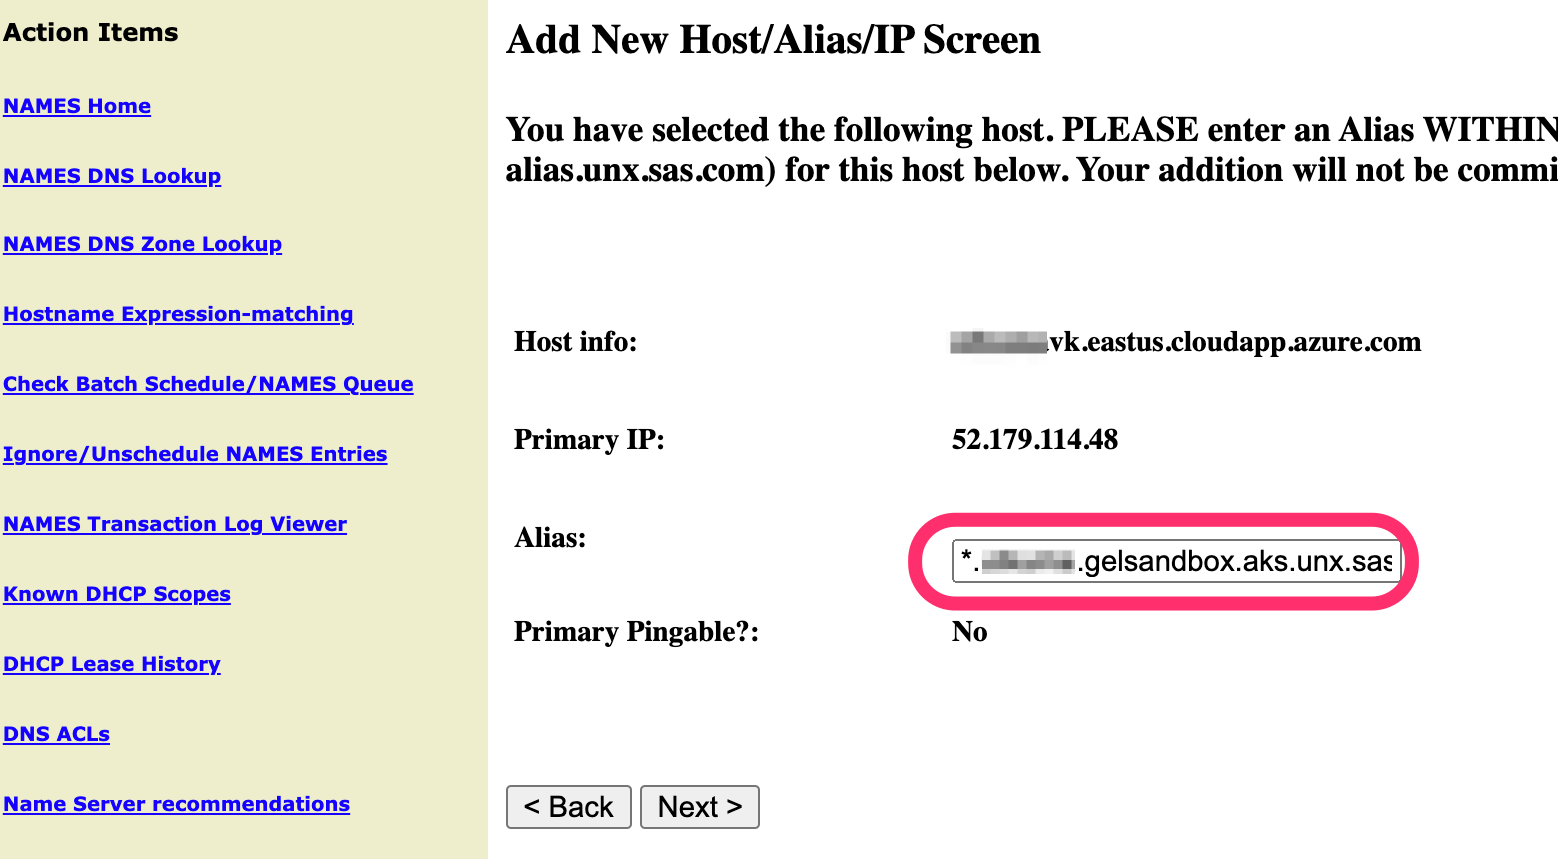 Action Items
NAMES Home
NAMES DNS Lookup
NAMES DNS Zone Lookup
Hostname Expression-matching
Check Batch Schedule/NAMES Queue
Ignore/Unschedule NAMES Entries
NAMES Transaction Log Viewer
Known DHCP Scopes
DHCP Lease History
DNS ACLs
Name Server recommendations
Add New Host/Alias/IP Screen
You have selected the following host. PLEASE enter an Alias WITHIN
alias.unx.sas.com) for this host below. Your addition will not be commi
Host info: vk.eastus.cloudapp.azure.com
Primary IP: 52.179.114.48
Alias: *. .gelsandbox.aks.unx.sas
Primary Pingable?: No
< Back Next >